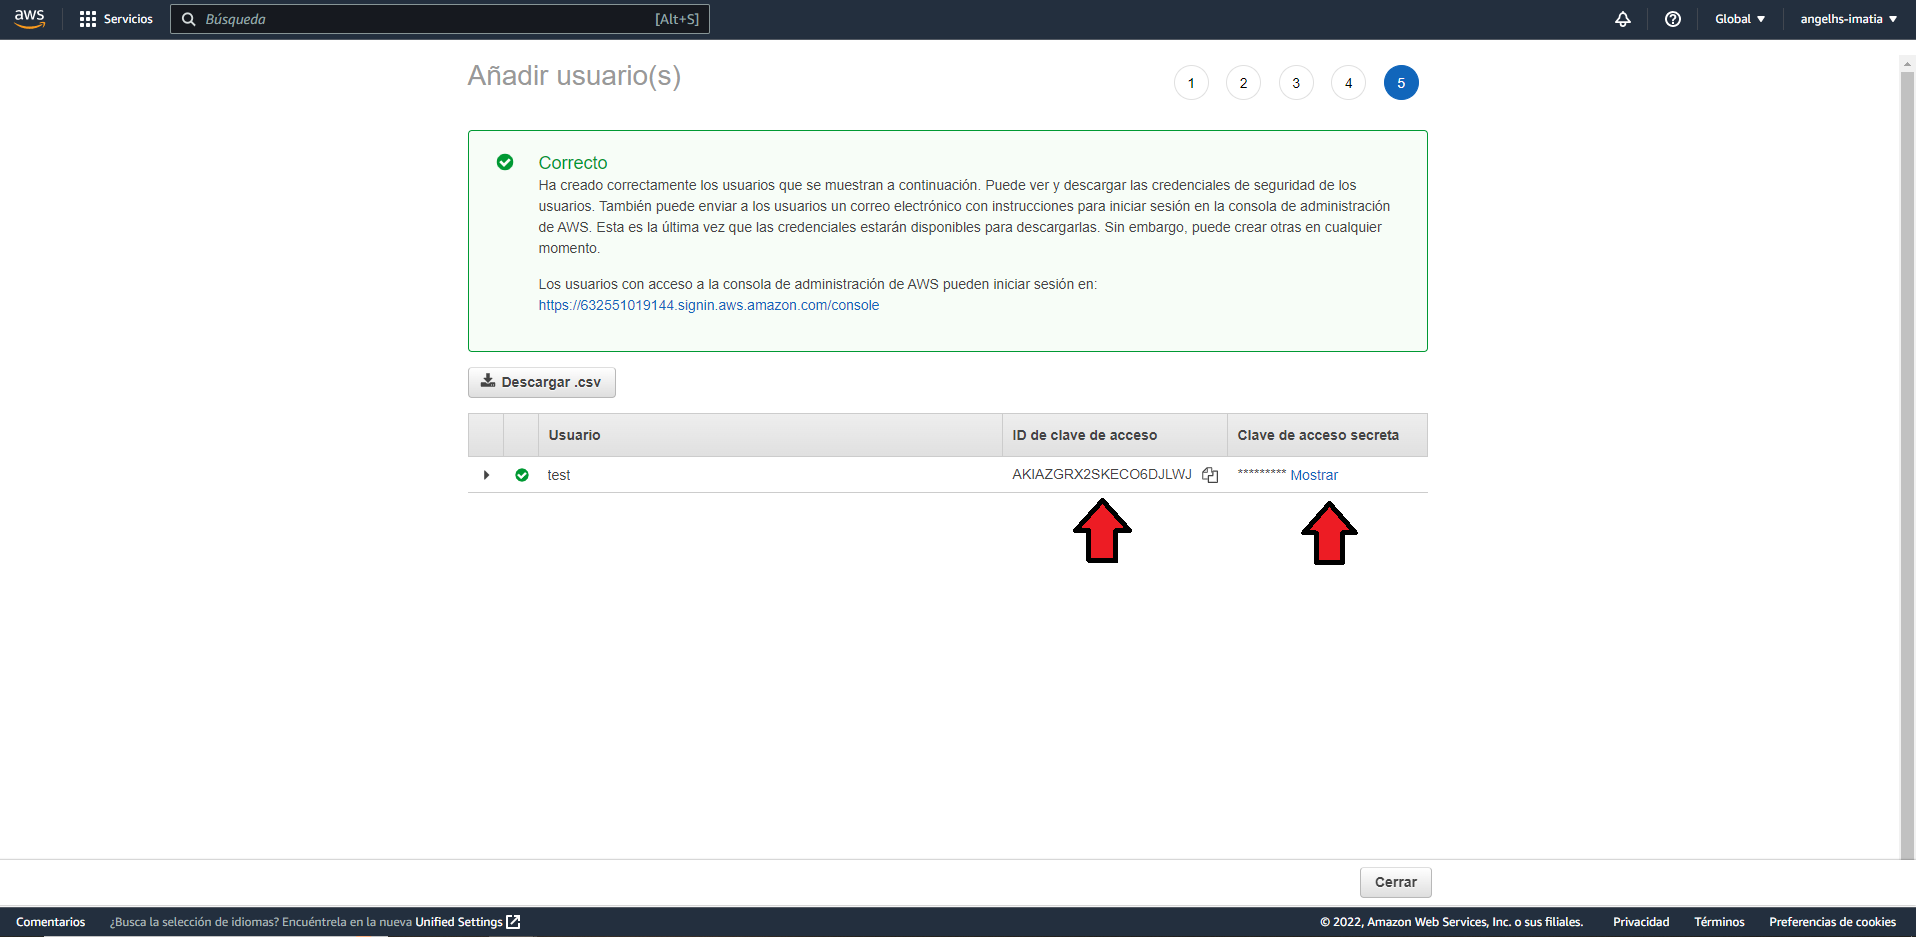 aws Servicios Búsqueda [Alt+S] Global angelhs-imatia
Añadir usuario(s) 1 2 3 4 5
Correcto
Ha creado correctamente los usuarios que se muestran a continuación. Puede ver y descargar las credenciales de seguridad de los
usuarios. También puede enviar a los usuarios un correo electrónico con instrucciones para iniciar sesión en la consola de administración
de AWS. Esta es la última vez que las credenciales estarán disponibles para descargarlas. Sin embargo, puede crear otras en cualquier
momento.
Los usuarios con acceso a la consola de administración de AWS pueden iniciar sesión en:
https://632551019144.signin.aws.amazon.com/console
Descargar .csv
Usuario ID de clave de acceso Clave de acceso secreta
test AKIAZGRX2SKECO6DJLWJ ********* Mostrar
Cerrar
Comentarios ¿Busca la selección de idiomas? Encuéntrela en la nueva Unified Settings © 2022, Amazon Web Services, Inc. o sus filiales. Privacidad Términos Preferencias de cookies